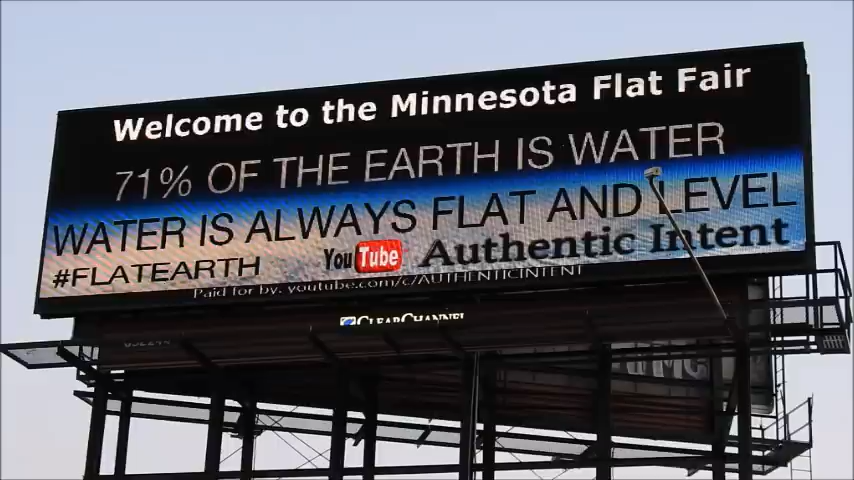 Welcome to the Minnesota Flat Fair
71% OF THE EARTH IS WATER
WATER IS ALWAYS FLAT AND LEVEL
#FLATEARTH YouTube Authentic Intent
Paid for by: youtube.com/c/AUTHENTICINTENT
CLEARCHANNEL